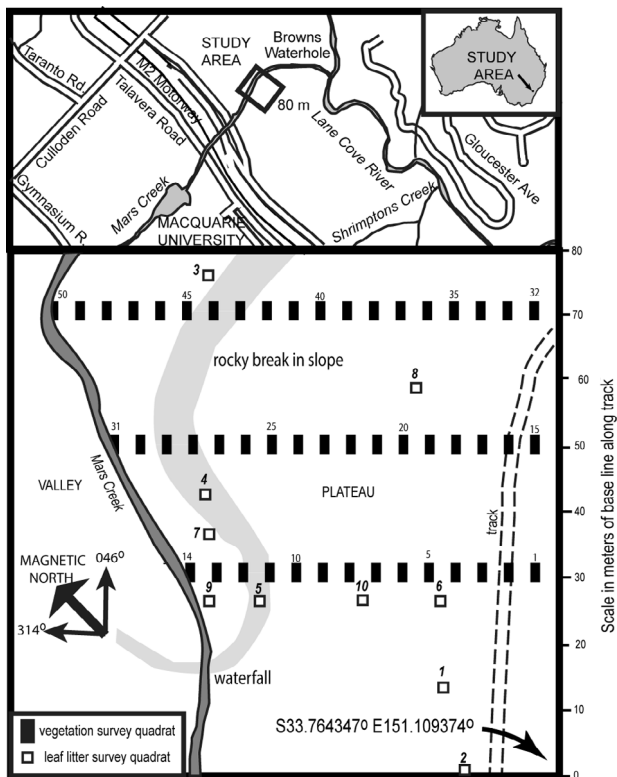 Taranto Rd
Culloden Road
Gymnasium R.
M2 Motorway
Talavera Road
Mars Creek
MACQUARIE
UNIVERSITY
STUDY
AREA
80 m
Browns
Waterhole
Lane Cove River
Shrimptons Creek
Gloucester Ave
STUDY
AREA
80
3
50 45 40 35 32
70
rocky break in slope
8
60
31 25 20 15
50
Mars Creek
VALLEY
4
PLATEAU
track
40
7
MAGNETIC
NORTH
046º
314º
14 10 5 1
30
9 5 10 6
20
waterfall
1
10
S33.764347º E151.109374º
2
0
Scale in meters of base line along track
vegetation survey quadrat
leaf litter survey quadrat